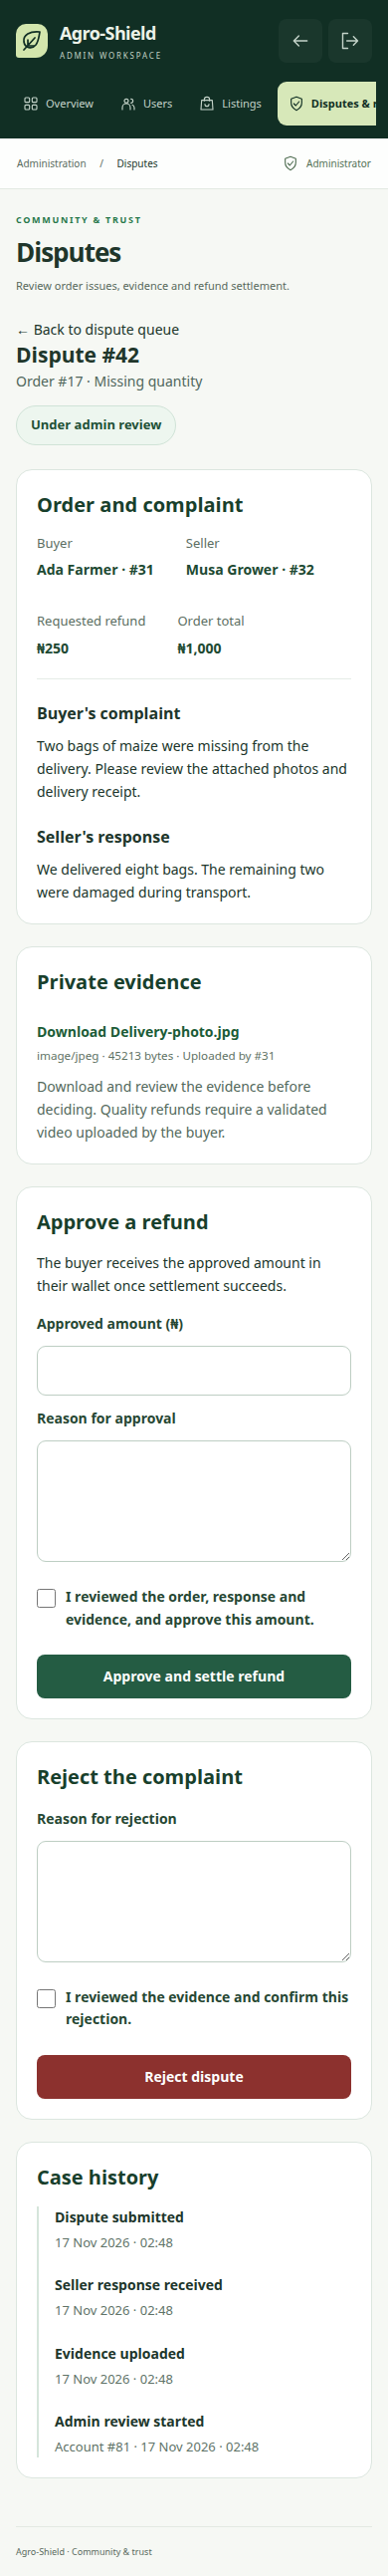 Agro-Shield
ADMIN WORKSPACE
Overview
Users
Listings
Disputes &
Administration / Disputes
Administrator
COMMUNITY & TRUST
Disputes
Review order issues, evidence and refund settlement.
← Back to dispute queue
Dispute #42
Order #17 · Missing quantity
Under admin review
Order and complaint
Buyer
Ada Farmer · #31
Seller
Musa Grower · #32
Requested refund
₦250
Order total
₦1,000
Buyer's complaint
Two bags of maize were missing from the
delivery. Please review the attached photos and
delivery receipt.
Seller's response
We delivered eight bags. The remaining two
were damaged during transport.
Private evidence
Download Delivery-photo.jpg
image/jpeg · 45213 bytes · Uploaded by #31
Download and review the evidence before
deciding. Quality refunds require a validated
video uploaded by the buyer.
Approve a refund
The buyer receives the approved amount in
their wallet once settlement succeeds.
Approved amount (₦)
Reason for approval
I reviewed the order, response and
evidence, and approve this amount.
Approve and settle refund
Reject the complaint
Reason for rejection
I reviewed the evidence and confirm this
rejection.
Reject dispute
Case history
Dispute submitted
17 Nov 2026 · 02:48
Seller response received
17 Nov 2026 · 02:48
Evidence uploaded
17 Nov 2026 · 02:48
Admin review started
Account #81 · 17 Nov 2026 · 02:48
Agro-Shield · Community & trust